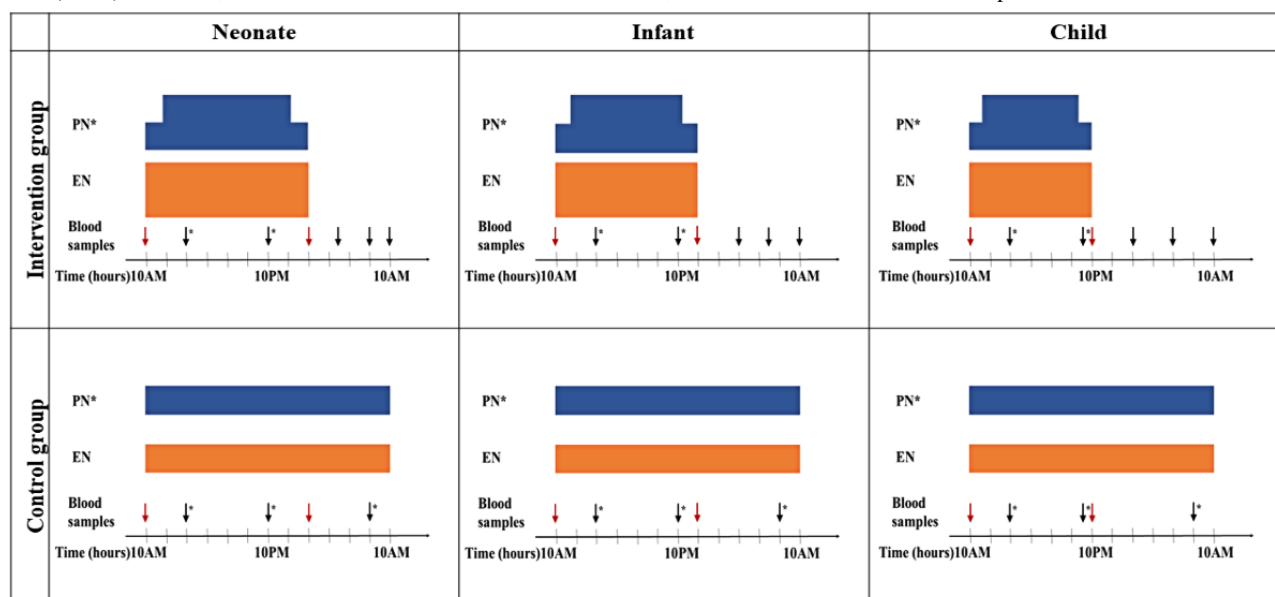 Neonate
Infant
Child
Intervention group
PN*
EN
Blood
samples
* *
Time (hours)10AM 10PM 10AM
PN*
EN
Blood
samples
* *
Time (hours)10AM 10PM 10AM
PN*
EN
Blood
samples
* *
Time (hours)10AM 10PM 10AM
Control group
PN*
EN
Blood
samples
* * *
Time (hours)10AM 10PM 10AM
PN*
EN
Blood
samples
* * *
Time (hours)10AM 10PM 10AM
PN*
EN
Blood
samples
* * *
Time (hours)10AM 10PM 10AM